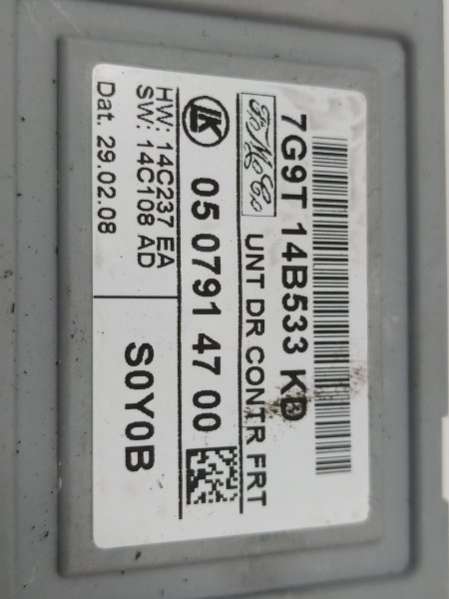 7G9T 14B533 KD
FoMoCo UNT DR CONTR FRT
LK 05 0791 47 00
HW: 14C237 EA
SW: 14C108 AD
Dat. 29.02.08
S0Y0B